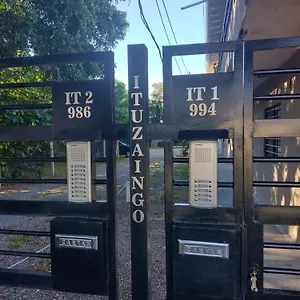 IT 2
986
ITUZAINGO
IT 1
994
CARTAS
CARTAS